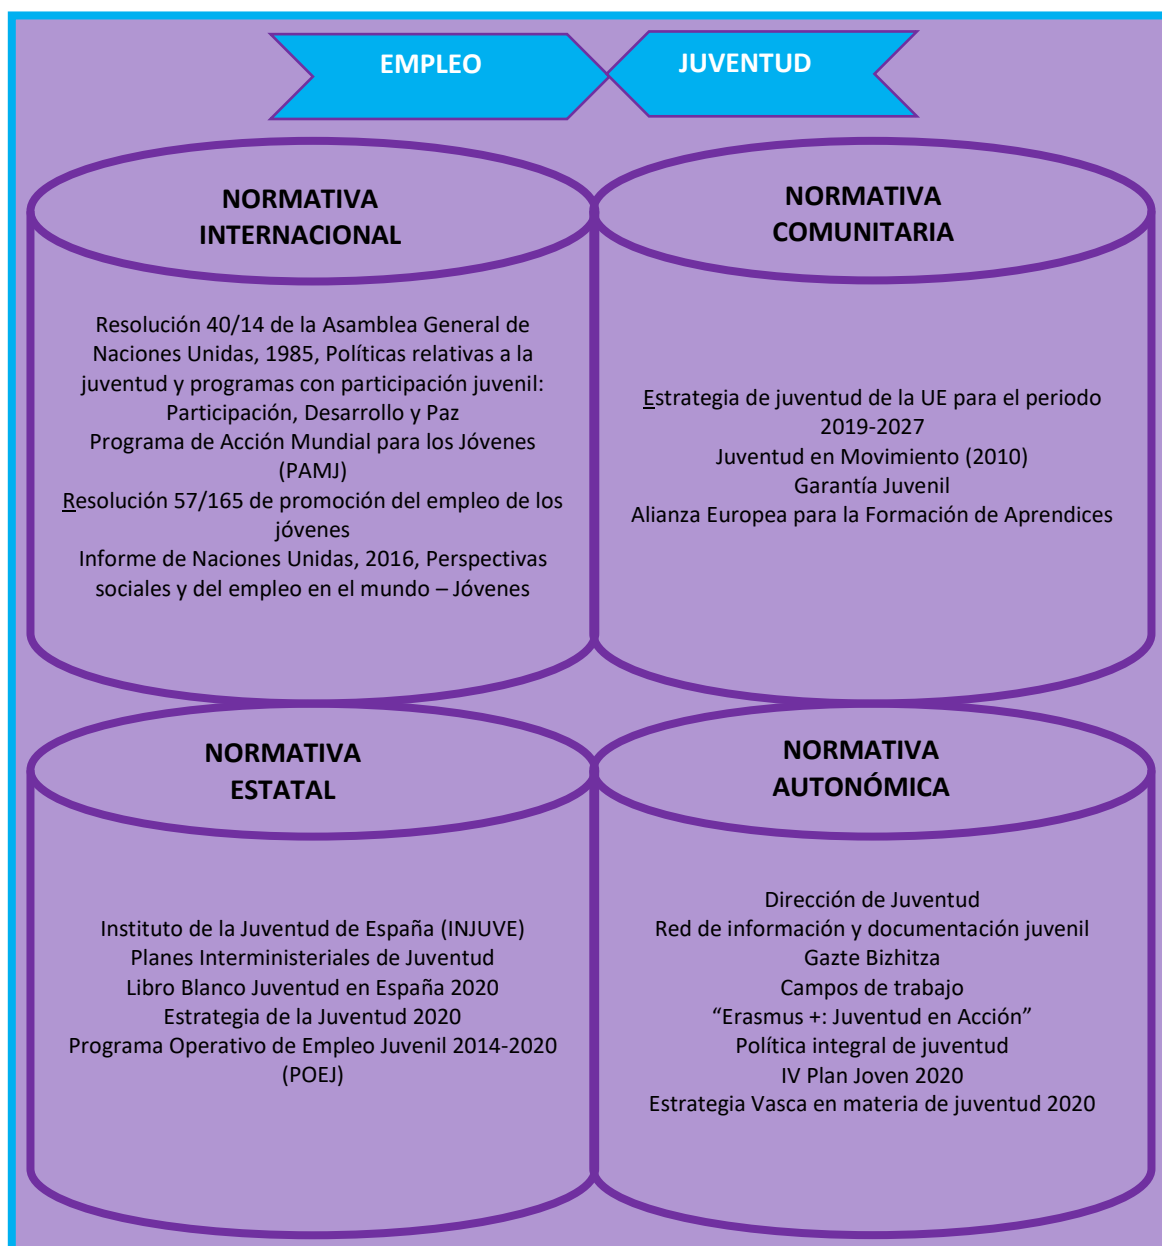 EMPLEO
JUVENTUD
NORMATIVA
INTERNACIONAL
Resolución 40/14 de la Asamblea General de
Naciones Unidas, 1985, Políticas relativas a la
juventud y programas con participación juvenil:
Participación, Desarrollo y Paz
Programa de Acción Mundial para los Jóvenes
(PAMJ)
Resolución 57/165 de promoción del empleo de los
jóvenes
Informe de Naciones Unidas, 2016, Perspectivas
sociales y del empleo en el mundo – Jóvenes
NORMATIVA
COMUNITARIA
Estrategia de juventud de la UE para el periodo
2019-2027
Juventud en Movimiento (2010)
Garantía Juvenil
Alianza Europea para la Formación de Aprendices
NORMATIVA
ESTATAL
Instituto de la Juventud de España (INJUVE)
Planes Interministeriales de Juventud
Libro Blanco Juventud en España 2020
Estrategia de la Juventud 2020
Programa Operativo de Empleo Juvenil 2014-2020
(POEJ)
NORMATIVA
AUTONÓMICA
Dirección de Juventud
Red de información y documentación juvenil
Gazte Bizhitza
Campos de trabajo
“Erasmus +: Juventud en Acción”
Política integral de juventud
IV Plan Joven 2020
Estrategia Vasca en materia de juventud 2020